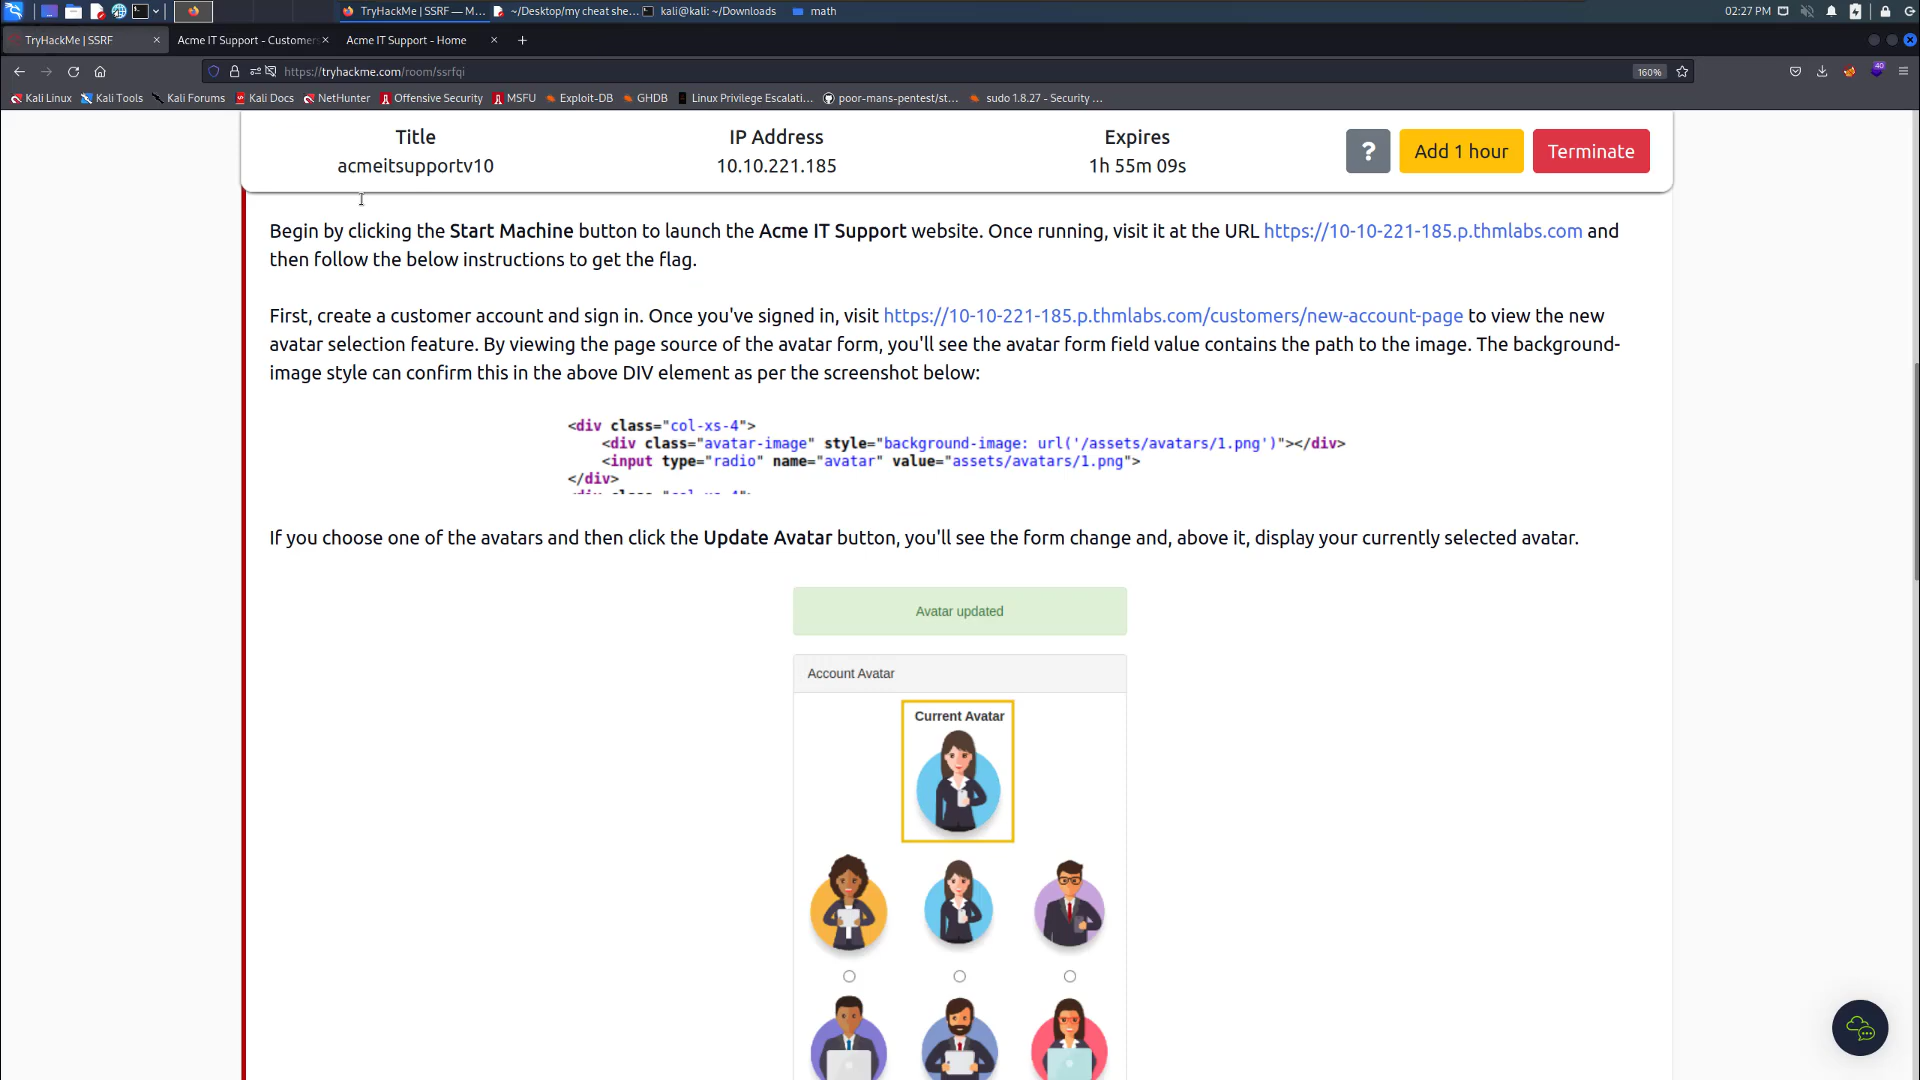 TryHackMe | SSRF — M...
~/Desktop/my cheat she...
kali@kali: ~/Downloads
math
02:27 PM
TryHackMe | SSRF
Acme IT Support - Customers
Acme IT Support - Home
https://tryhackme.com/room/ssrfqi
160%
40
Kali Linux
Kali Tools
Kali Forums
Kali Docs
NetHunter
Offensive Security
MSFU
Exploit-DB
GHDB
Linux Privilege Escalati...
poor-mans-pentest/st...
sudo 1.8.27 - Security ...
Title
IP Address
Expires
acmeitsupportv10
10.10.221.185
1h 55m 09s
?
Add 1 hour
Terminate
Begin by clicking the Start Machine button to launch the Acme IT Support website. Once running, visit it at the URL https://10-10-221-185.p.thmlabs.com and
then follow the below instructions to get the flag.
First, create a customer account and sign in. Once you've signed in, visit https://10-10-221-185.p.thmlabs.com/customers/new-account-page to view the new
avatar selection feature. By viewing the page source of the avatar form, you'll see the avatar form field value contains the path to the image. The background-
image style can confirm this in the above DIV element as per the screenshot below:
<div class="col-xs-4">
<div class="avatar-image" style="background-image: url('/assets/avatars/1.png')"></div>
<input type="radio" name="avatar" value="assets/avatars/1.png">
</div>
If you choose one of the avatars and then click the Update Avatar button, you'll see the form change and, above it, display your currently selected avatar.
Avatar updated
Account Avatar
Current Avatar